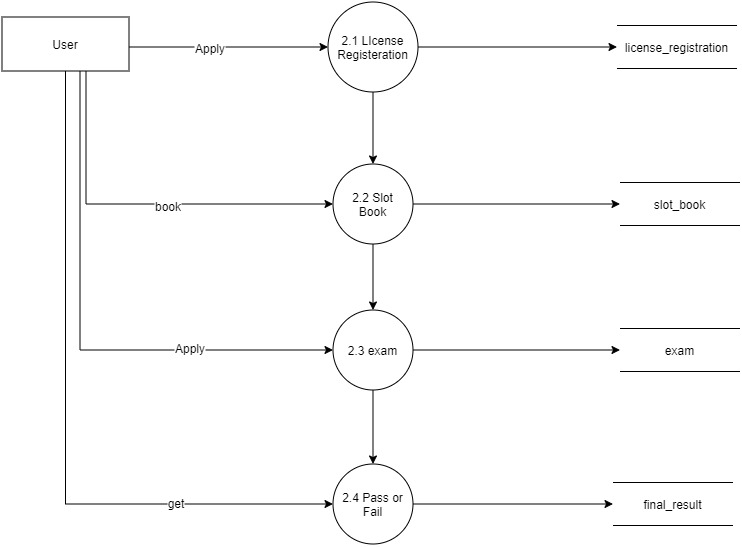 User
Apply
2.1 LIcense
Registeration
license_registration
book
2.2 Slot
Book
slot_book
Apply
2.3 exam
exam
get
2.4 Pass or
Fail
final_result